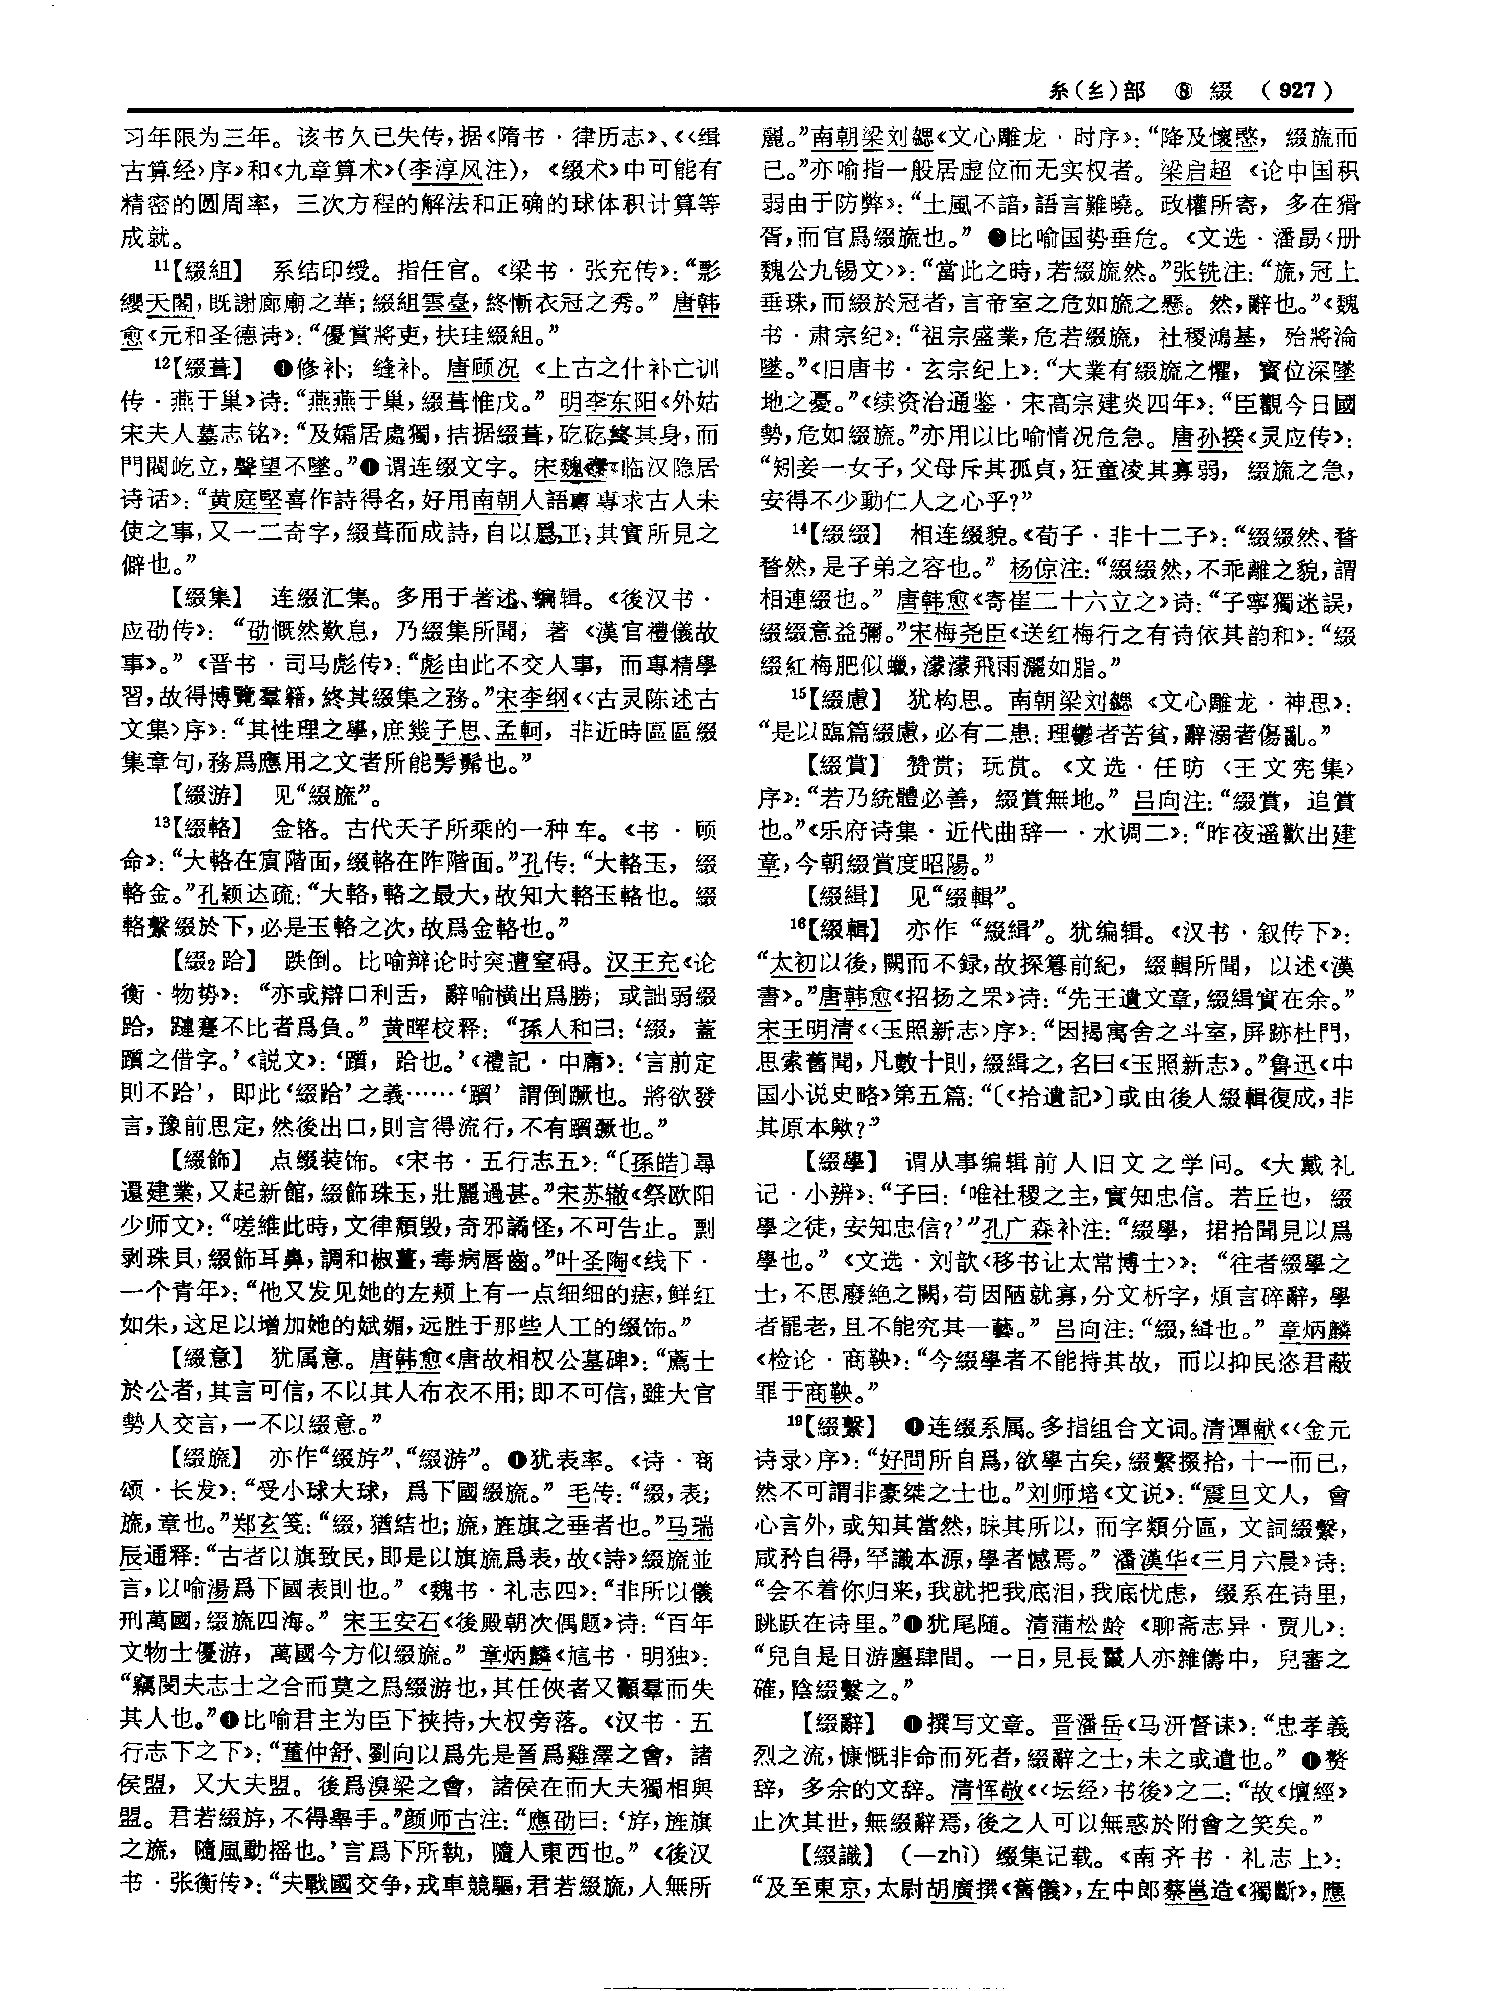 糸(糹)部　⑧　綴　(927)
习年限为三年。该书久已失传,据《隋书·律历志》、《〈缉
古算经〉序》和《九章算术》(李淳风注)，《缀术》中可能有
精密的圆周率，三次方程的解法和正确的球体积计算等
成就。
11【綴組】　系结印绶。指任官。《梁书·张充传》:“影
纓天閣,既謝廊廟之華;綴組雲臺,終慚衣冠之秀。”唐韩
愈《元和圣德诗》:“優賞將吏,扶珪綴組。”
12【綴葺】　❶修补；缝补。唐顾况《上古之什补亡训
传·燕于巢》诗:“燕燕于巢,綴葺惟戊。”明李东阳《外姑
宋夫人墓志铭》:“及孀居處獨,拮据綴葺,矻矻終其身,而
門閥屹立,聲望不墜。”❶谓连缀文字。宋魏临汉隐居
诗话》:“黄庭堅喜作詩得名,好用南朝人語專求古人未
使之事,又一二奇字,綴葺而成詩,自以爲工,其實所見之
僻也。”
【綴集】　连缀汇集。多用于著述、编辑。《後汉书·
应劭传》：“劭慨然歎息，乃綴集所聞，著《漢官禮儀故
事》。”《晋书·司马彪传》:“彪由此不交人事，而專精學
習,故得博覽羣籍,終其綴集之務。”宋李纲《〈古灵陈述古
文集〉序》:“其性理之學,庶幾子思、孟軻，非近時區區綴
集章句,務爲應用之文者所能髣髴也。”
【綴游】　见“綴旒”。
13【綴輅】　金辂。古代天子所乘的一种车。《书·顾
命》:“大輅在賓階面,綴輅在阼階面。”孔传:“大輅玉，綴
輅金。”孔颖达疏:“大輅,輅之最大,故知大輅玉輅也。綴
輅繫綴於下,必是玉輅之次,故爲金輅也。”
【綴₂跲】　跌倒。比喻辩论时突遭窒碍。汉王充《论
衡·物势》：“亦或辯口利舌，辭喻横出爲勝；或詘弱綴
跲，蹥蹇不比者爲負。”黄晖校释：“孫人和曰:‘綴，蓋
躓之借字。’《説文》:‘躓，跲也。’《禮記·中庸》:‘言前定
則不跲’，即此‘綴跲’之義……‘躓’謂倒蹶也。將欲發
言,豫前思定,然後出口,則言得流行,不有躓蹶也。”
【綴飾】　点缀装饰。《宋书·五行志五》:“〔孫皓〕尋
還建業,又起新館,綴飾珠玉,壯麗過甚。”宋苏辙《祭欧阳
少师文》:“嗟維此時,文律頽毁,奇邪譎怪,不可告止。剽
剥珠貝,綴飾耳鼻,調和椒薑,毒病唇齒。”叶圣陶《线下·
一个青年》:“他又发见她的左颊上有一点细细的痣,鲜红
如朱,这足以增加她的妩媚,远胜于那些人工的缀饰。”
【綴意】　犹属意。唐韩愈《唐故相权公墓碑》:“薦士
於公者,其言可信,不以其人布衣不用;即不可信,雖大官
勢人交言,一不以綴意。”
【綴旒】　亦作“綴斿”、“綴游”。❶犹表率。《诗·商
颂·长发》:“受小球大球，爲下國綴旒。”毛传:“綴,表;
旒,章也。”郑玄笺:“綴,猶結也;旒,旌旗之垂者也。”马瑞
辰通释:“古者以旗致民,即是以旗旒爲表,故《詩》綴旒並
言,以喻湯爲下國表則也。”《魏书·礼志四》:“非所以儀
刑萬國,綴旒四海。”宋王安石《後殿朝次偶题》诗:“百年
文物士優游，萬國今方似綴旒。”章炳麟《訄书·明独》:
“竊閔夫志士之合而莫之爲綴游也,其任俠者又顧羣而失
其人也。”❶比喻君主为臣下挟持,大权旁落。《汉书·五
行志下之下》:“董仲舒、劉向以爲先是晉爲雞澤之會，諸
侯盟，又大夫盟。後爲溴梁之會，諸侯在而大夫獨相與
盟。君若綴斿,不得舉手。”颜师古注:“應劭曰:‘斿,旌旗
之旒，隨風動摇也。’言爲下所執，隨人東西也。”《後汉
书·张衡传》:“夫戰國交争,戎車競驅,君若綴旒,人無所
麗。”南朝梁刘勰《文心雕龙·时序》:“降及懷愍，綴旒而
已。”亦喻指一般居虚位而无实权者。梁启超《论中国积
弱由于防弊》:“土風不諳,語言難曉。政權所寄，多在猾
胥,而官爲綴旒也。”❸比喻国势垂危。《文选·潘勗〈册
魏公九锡文〉》:“當此之時,若綴旒然。”张铣注:“旒,冠上
垂珠,而綴於冠者,言帝室之危如旒之懸。然,辭也。”《魏
书·肃宗纪》:“祖宗盛業,危若綴旒，社稷鴻基，殆將淪
墜。”《旧唐书·玄宗纪上》:“大業有綴旒之懼，寶位深墜
地之憂。”《续资治通鉴·宋高宗建炎四年》:“臣觀今日國
勢,危如綴旒。”亦用以比喻情况危急。唐孙揆《灵应传》:
“矧妾一女子,父母斥其孤貞,狂童凌其寡弱，綴旒之急,
安得不少動仁人之心乎?”
14【綴綴】　相连缀貌。《荀子·非十二子》:“綴綴然、瞀
瞀然,是子弟之容也。”杨倞注:“綴綴然,不乖離之貌,謂
相連綴也。”唐韩愈《寄崔二十六立之》诗:“子寧獨迷誤,
綴綴意益彌。”宋梅尧臣《送红梅行之有诗依其韵和》:“綴
綴紅梅肥似蠟,濛濛飛雨灑如脂。”
15【綴慮】　犹构思。南朝梁刘勰《文心雕龙·神思》:
“是以臨篇綴慮,必有二患:理鬱者苦貧,辭溺者傷亂。”
【綴賞】　赞赏；玩赏。《文选·任昉〈王文宪集〉
序》:“若乃統體必善，綴賞無地。”吕向注:“綴賞，追賞
也。”《乐府诗集·近代曲辞一·水调二》:“昨夜遥歡出建
章,今朝綴賞度昭陽。”
【綴緝】　见“綴輯”。
16【綴輯】　亦作“綴緝”。犹编辑。《汉书·叙传下》:
“太初以後,闕而不録,故探篹前紀，綴輯所聞，以述《漢
書》。”唐韩愈《招扬之罘》诗:“先王遺文章,綴緝實在余。”
宋王明清《〈玉照新志〉序》:“因揭寓舍之斗室,屏跡杜門,
思索舊聞,凡數十則,綴緝之,名曰《玉照新志》。”鲁迅《中
国小说史略》第五篇:“〔《拾遺記》〕或由後人綴輯復成,非
其原本歟?”
【綴學】　谓从事编辑前人旧文之学问。《大戴礼
记·小辨》:“子曰:‘唯社稷之主,實知忠信。若丘也，綴
學之徒,安知忠信?’”孔广森补注:“綴學，捃拾聞見以爲
學也。”《文选·刘歆〈移书让太常博士〉》:“往者綴學之
士,不思廢絶之闕,苟因陋就寡,分文析字，煩言碎辭，學
者罷老,且不能究其一藝。”吕向注:“綴,緝也。”章炳麟
《检论·商鞅》:“今綴學者不能持其故，而以抑民恣君蔽
罪于商鞅。”
19【綴繫】　❶连缀系属。多指组合文词。清谭献《〈金元
诗录〉序》:“好問所自爲,欲學古矣,綴繫掇拾,十一而已,
然不可謂非豪桀之士也。”刘师培《文说》:“震旦文人，會
心言外,或知其當然,昧其所以,而字類分區，文詞綴繫,
咸矜自得,罕識本源,學者憾焉。”潘漠华《三月六晨》诗:
“会不着你归来,我就把我底泪,我底忧虑，缀系在诗里,
跳跃在诗里。”❶犹尾随。清蒲松龄《聊斋志异·贾儿》:
“兒自是日游廛肆間。一日,見長鬣人亦雜儔中，兒審之
確,陰綴繫之。”
【綴辭】　❶撰写文章。晋潘岳《马汧督诔》:“忠孝義
烈之流,慷慨非命而死者,綴辭之士,未之或遺也。”❶赘
辞，多余的文辞。清恽敬《〈坛经〉书後》之二:“故《壇經》
止次其世,無綴辭焉,後之人可以無惑於附會之笑矣。”
【綴識】　(—zhì)缀集记载。《南齐书·礼志上》:
“及至東京,太尉胡廣撰《舊儀》,左中郎蔡邕造《獨斷》,應